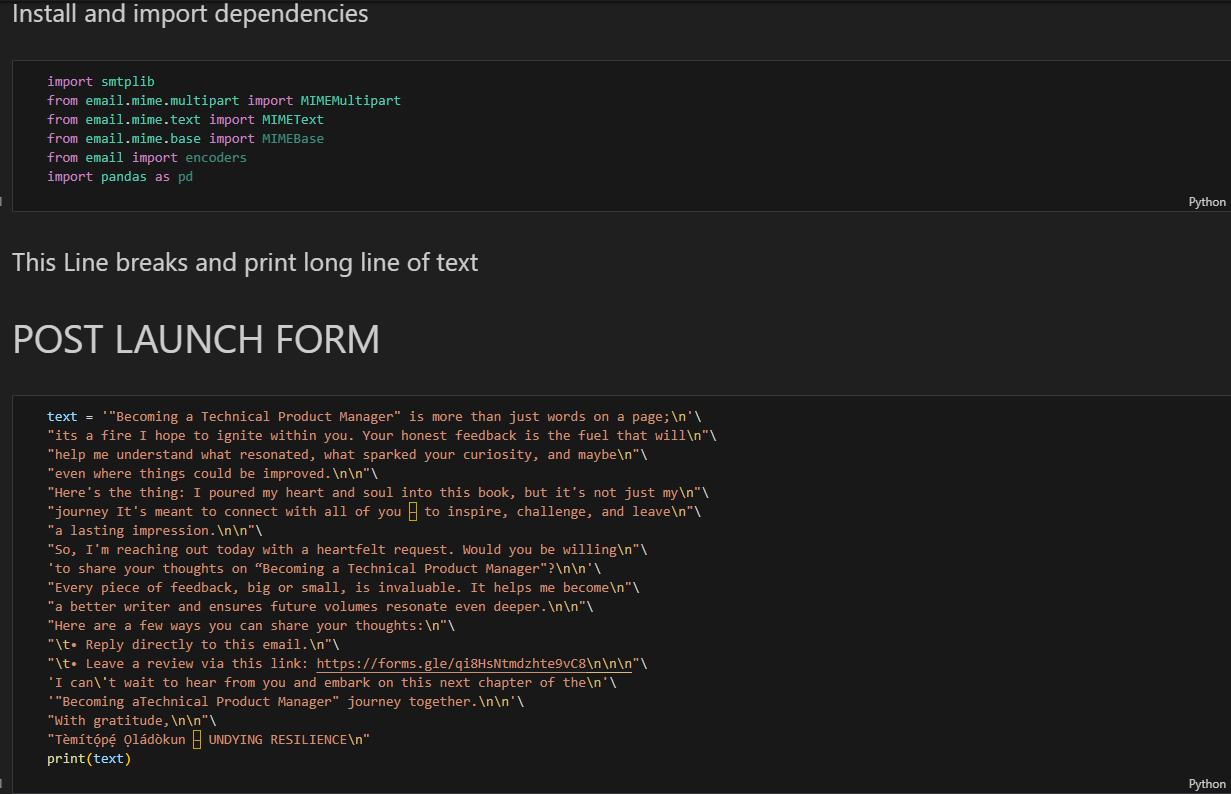 Install and import dependencies
import smtplib
from email.mime.multipart import MIMEMultipart
from email.mime.text import MIMEText
from email.mime.base import MIMEBase
from email import encoders
import pandas as pd
Python
This Line breaks and print long line of text
POST LAUNCH FORM
text = '"Becoming a Technical Product Manager" is more than just words on a page;\n'\
"its a fire I hope to ignite within you. Your honest feedback is the fuel that will\n"\
"help me understand what resonated, what sparked your curiosity, and maybe\n"\
"even where things could be improved.\n\n"\
"Here's the thing: I poured my heart and soul into this book, but it's not just my\n"\
"journey It's meant to connect with all of you – to inspire, challenge, and leave\n"\
"a lasting impression.\n\n"\
"So, I'm reaching out today with a heartfelt request. Would you be willing\n"\
'to share your thoughts on “Becoming a Technical Product Manager"?\n\n'\
"Every piece of feedback, big or small, is invaluable. It helps me become\n"\
"a better writer and ensures future volumes resonate even deeper.\n\n"\
"Here are a few ways you can share your thoughts:\n"\
"\t• Reply directly to this email.\n"\
"\t• Leave a review via this link: https://forms.gle/qi8HsNtmdzhte9vC8\n\n\n"\
'I can\'t wait to hear from you and embark on this next chapter of the\n'\
'"Becoming aTechnical Product Manager" journey together.\n\n'\
"With gratitude,\n\n"\
"Tèmítọ́pẹ́ Ọládòkun – UNDYING RESILIENCE\n"
print(text)
Python